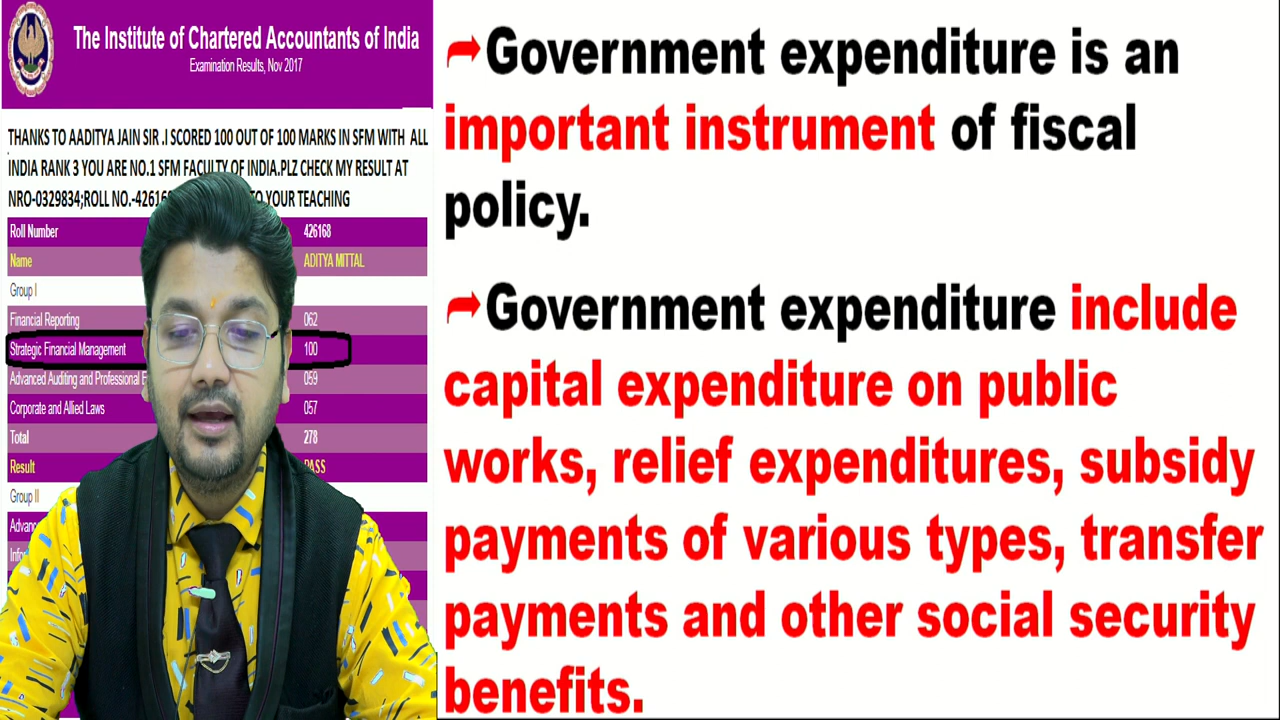 The Institute of Chartered Accountants of India
Examination Results, Nov 2017
THANKS TO AADITYA JAIN SIR .I SCORED 100 OUT OF 100 MARKS IN SFM WITH ALL
INDIA RANK 3 YOU ARE NO.1 SFM FACULTY OF INDIA.PLZ CHECK MY RESULT AT
NRO-0329834;ROLL NO.-42616 TO YOUR TEACHING
Roll Number 426168
Name ADITYA MITTAL
Group I
Financial Reporting 062
Strategic Financial Management 100
Advanced Auditing and Professional 059
Corporate and Allied Laws 057
Total 278
Result PASS
Group II
Government expenditure is an
important instrument of fiscal
policy.
Government expenditure include
capital expenditure on public
works, relief expenditures, subsidy
payments of various types, transfer
payments and other social security
benefits.